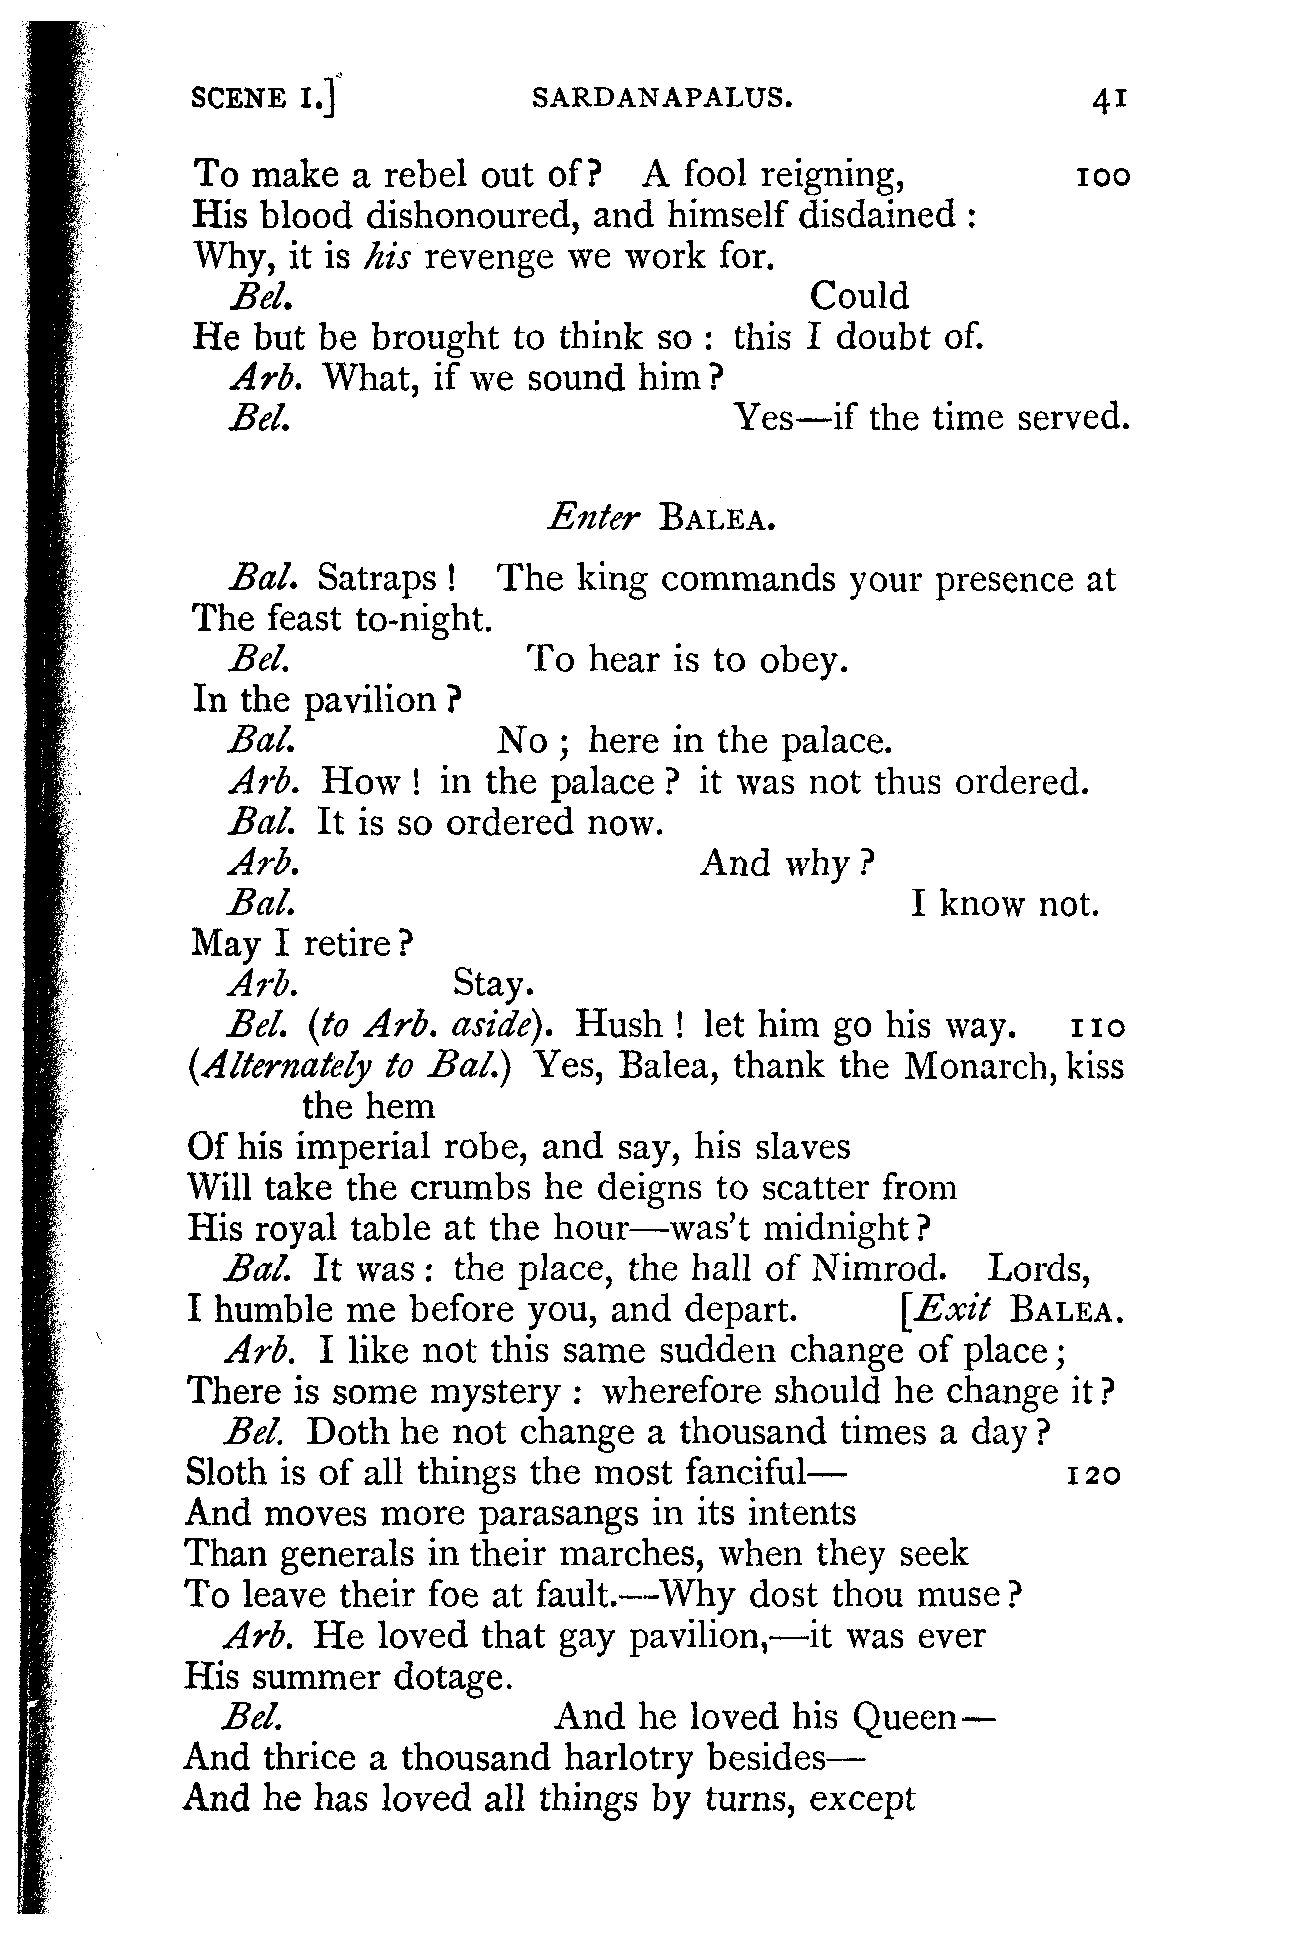 SCENE I.] SARDANAPALUS. 41
To make a rebel out of? A fool reigning, 100
His blood dishonoured, and himself disdained :
Why, it is his revenge we work for.
Bel. Could
He but be brought to think so : this I doubt of.
Arb. What, if we sound him?
Bel. Yes—if the time served.
Enter BALEA.
Bal. Satraps ! The king commands your presence at
The feast to-night.
Bel. To hear is to obey.
In the pavilion ?
Bal. No ; here in the palace.
Arb. How ! in the palace ? it was not thus ordered.
Bal. It is so ordered now.
Arb. And why ?
Bal. I know not.
May I retire ?
Arb. Stay.
Bel. (to Arb. aside). Hush ! let him go his way. 110
(Alternately to Bal.) Yes, Balea, thank the Monarch, kiss
the hem
Of his imperial robe, and say, his slaves
Will take the crumbs he deigns to scatter from
His royal table at the hour—was't midnight ?
Bal. It was : the place, the hall of Nimrod. Lords,
I humble me before you, and depart. [Exit BALEA.
Arb. I like not this same sudden change of place ;
There is some mystery : wherefore should he change it ?
Bel. Doth he not change a thousand times a day ?
Sloth is of all things the most fanciful— 120
And moves more parasangs in its intents
Than generals in their marches, when they seek
To leave their foe at fault.—Why dost thou muse ?
Arb. He loved that gay pavilion,—it was ever
His summer dotage.
Bel. And he loved his Queen—
And thrice a thousand harlotry besides—
And he has loved all things by turns, except